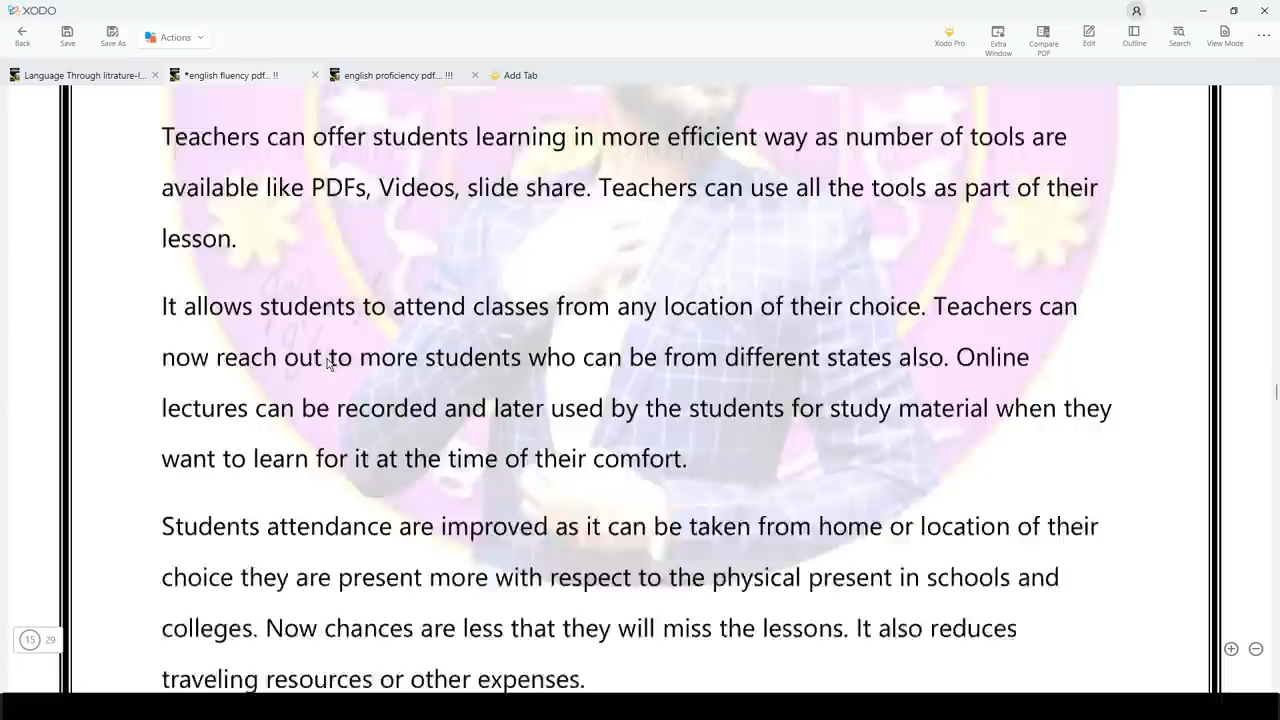 XODO
Back
Save
Save As
Actions
Xodo Pro
Extra Window
Compare PDF
Edit
Outline
Search
View Mode
Language Through litrature-I...
*english fluency pdf.. !!
english proficiency pdf.... !!!
Add Tab
Teachers can offer students learning in more efficient way as number of tools are
available like PDFs, Videos, slide share. Teachers can use all the tools as part of their
lesson.
It allows students to attend classes from any location of their choice. Teachers can
now reach out to more students who can be from different states also. Online
lectures can be recorded and later used by the students for study material when they
want to learn for it at the time of their comfort.
Students attendance are improved as it can be taken from home or location of their
choice they are present more with respect to the physical present in schools and
colleges. Now chances are less that they will miss the lessons. It also reduces
traveling resources or other expenses.
15 29